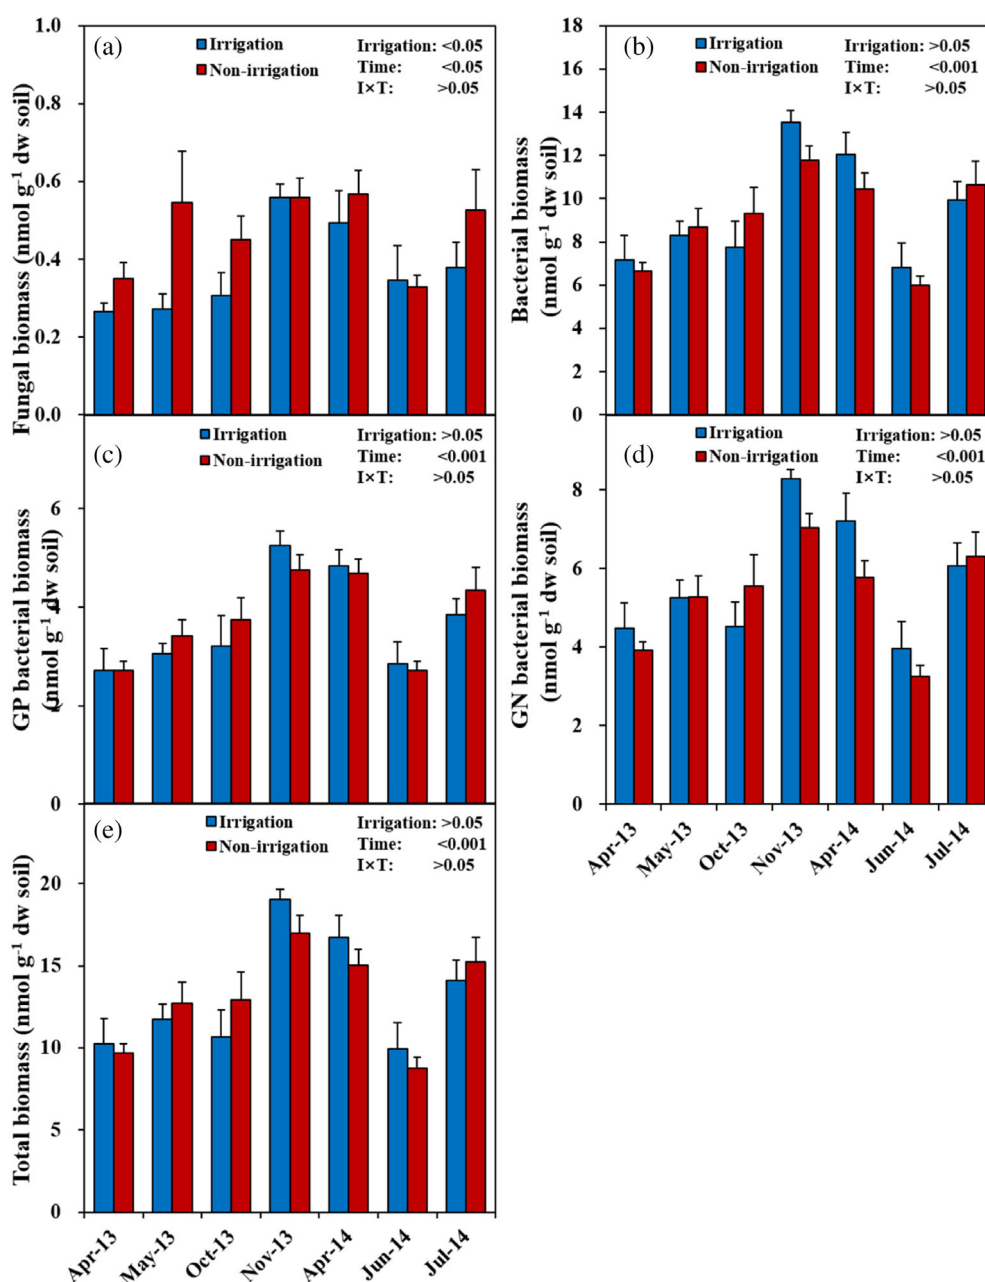 (a)
Irrigation
Non-irrigation
Irrigation: <0.05
Time: <0.05
I×T: >0.05
Fungal biomass (nmol g⁻¹ dw soil)
1.0
0.8
0.6
0.4
0.2
0.0
(b)
Irrigation
Non-irrigation
Irrigation: >0.05
Time: <0.001
I×T: >0.05
Bacterial biomass
(nmol g⁻¹ dw soil)
18
16
14
12
10
8
6
4
2
0
(c)
Irrigation
Non-irrigation
Irrigation: >0.05
Time: <0.001
I×T: >0.05
GP bacterial biomass
(nmol g⁻¹ dw soil)
6
4
2
0
(d)
Irrigation
Non-irrigation
Irrigation: >0.05
Time: <0.001
I×T: >0.05
GN bacterial biomass
(nmol g⁻¹ dw soil)
8
6
4
2
0
Apr-13
May-13
Oct-13
Nov-13
Apr-14
Jun-14
Jul-14
(e)
Irrigation
Non-irrigation
Irrigation: >0.05
Time: <0.001
I×T: >0.05
Total biomass (nmol g⁻¹ dw soil)
20
15
10
5
0
Apr-13
May-13
Oct-13
Nov-13
Apr-14
Jun-14
Jul-14